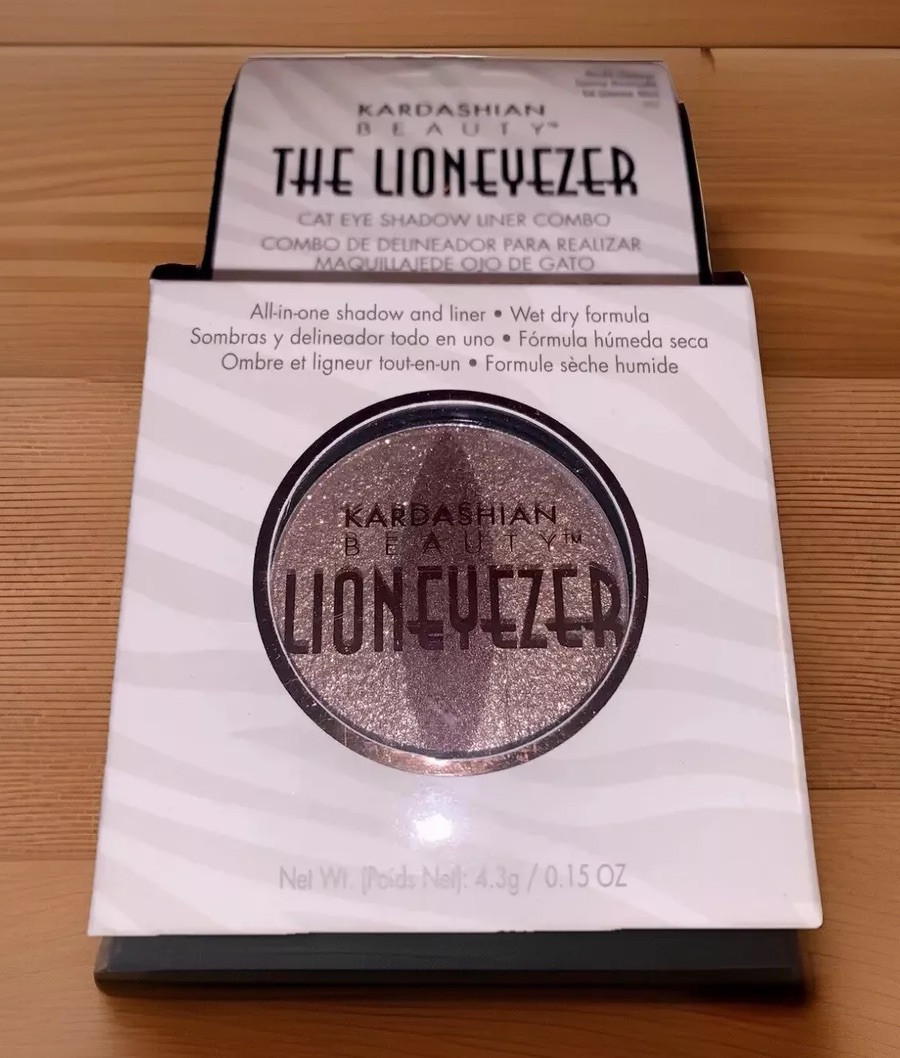 KARDASHIAN
BEAUTY™
THE LIONEYEZER
CAT EYE SHADOW LINER COMBO
COMBO DE DELINEADOR PARA REALIZAR
MAQUILLAJEDE OJO DE GATO
All-in-one shadow and liner • Wet dry formula
Sombras y delineador todo en uno • Fórmula húmeda seca
Ombre et ligneur tout-en-un • Formule sèche humide
KARDASHIAN
BEAUTY™
LIONEYEZER
Net Wt. (Poids Net): 4.3g / 0.15 OZ